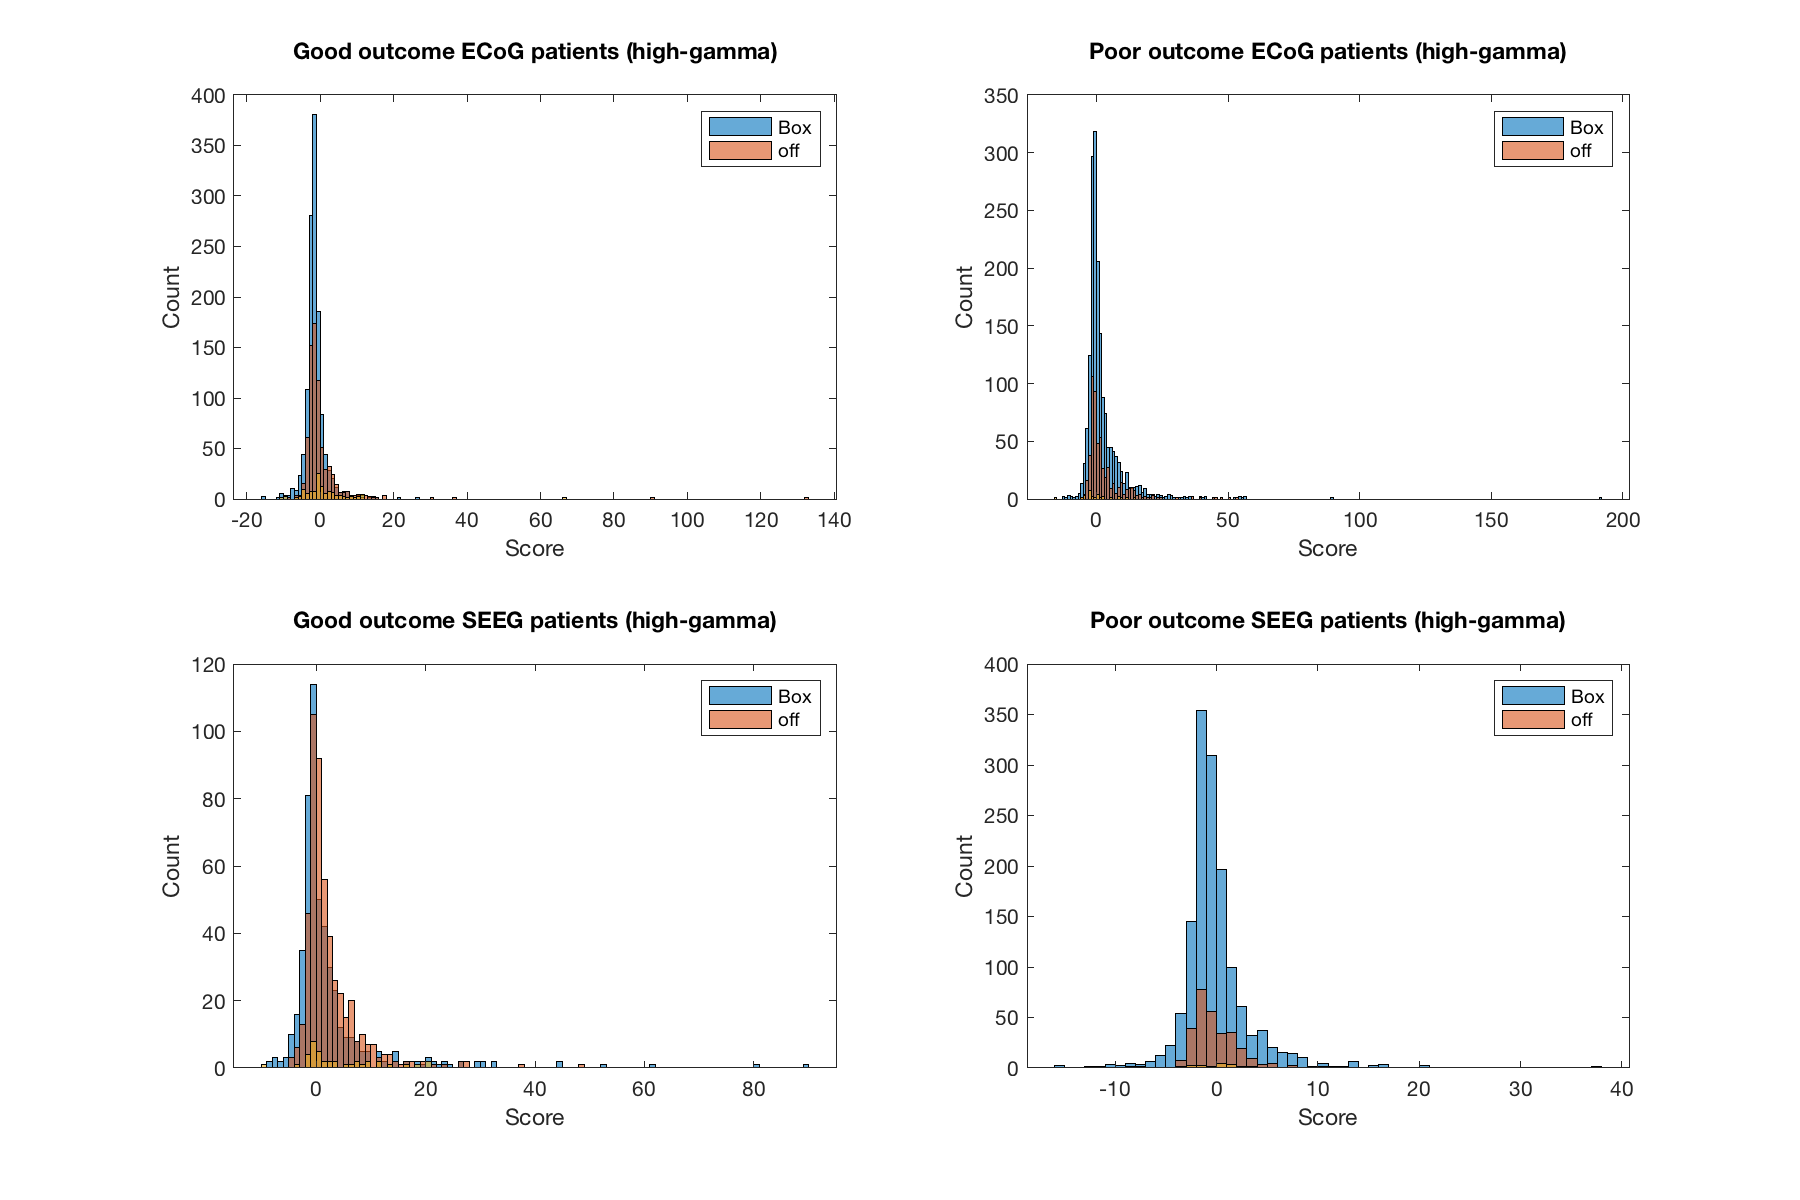 Good outcome ECoG patients (high-gamma)
400
350
300
250
200
150
100
50
0
Count
-20 0 20 40 60 80 100 120 140
Score
Box
off
Poor outcome ECoG patients (high-gamma)
350
300
250
200
150
100
50
0
Count
0 50 100 150 200
Score
Box
off
Good outcome SEEG patients (high-gamma)
120
100
80
60
40
20
0
Count
0 20 40 60 80
Score
Box
off
Poor outcome SEEG patients (high-gamma)
400
350
300
250
200
150
100
50
0
Count
-10 0 10 20 30 40
Score
Box
off